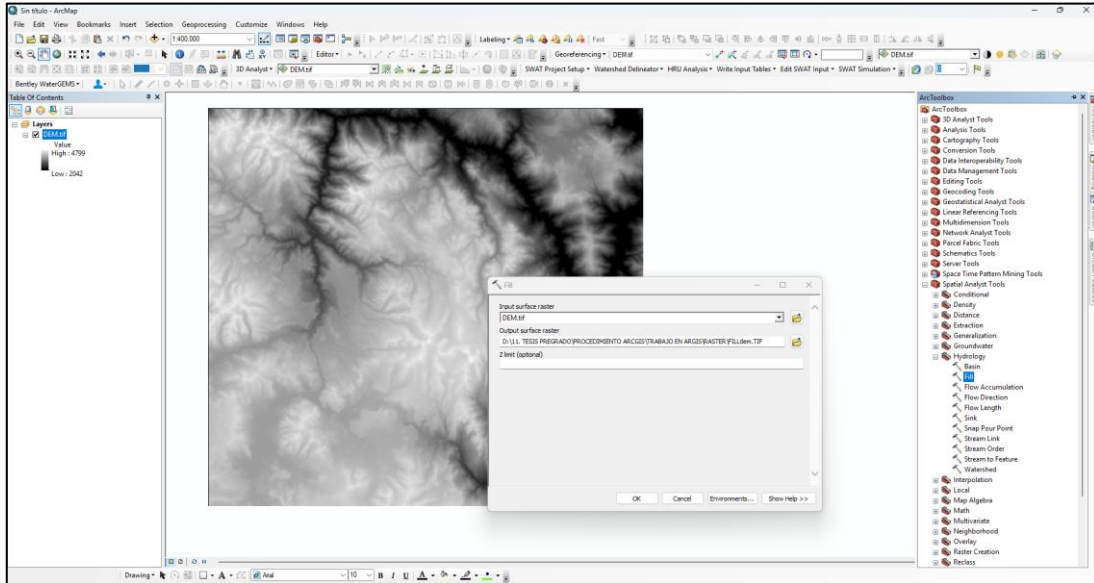 Sin título - ArcMap
File Edit View Bookmarks Insert Selection Geoprocessing Customize Windows Help
1:400.000 Editor Labeling Fast
Georeferencing DEM.tif DEM.tif
3D Analyst DEM.tif SWAT Project Setup Watershed Delineator HRU Analysis Write Input Tables Edit SWAT Input SWAT Simulation
Bentley WaterGEMS
Table Of Contents
Layers
DEM.tif
Value
High : 4799
Low : 2042
Fill
Input surface raster
DEM.tif
Output surface raster
D:\11. TESIS PREGRADO\PROCEDIMIENTO ARCGIS\TRABAJO EN ARGIS\RASTER\FILLdem.TIF
Z limit (optional)
OK Cancel Environments... Show Help >>
ArcToolbox
ArcToolbox
3D Analyst Tools
Analysis Tools
Cartography Tools
Conversion Tools
Data Interoperability Tools
Data Management Tools
Editing Tools
Geocoding Tools
Geostatistical Analyst Tools
Linear Referencing Tools
Multidimension Tools
Network Analyst Tools
Parcel Fabric Tools
Schematics Tools
Server Tools
Space Time Pattern Mining Tools
Spatial Analyst Tools
Conditional
Density
Distance
Extraction
Generalization
Groundwater
Hydrology
Basin
Fill
Flow Accumulation
Flow Direction
Flow Length
Sink
Snap Pour Point
Stream Link
Stream Order
Stream to Feature
Watershed
Interpolation
Local
Map Algebra
Math
Multivariate
Neighborhood
Overlay
Raster Creation
Reclass
Drawing Arial 10 B I U A